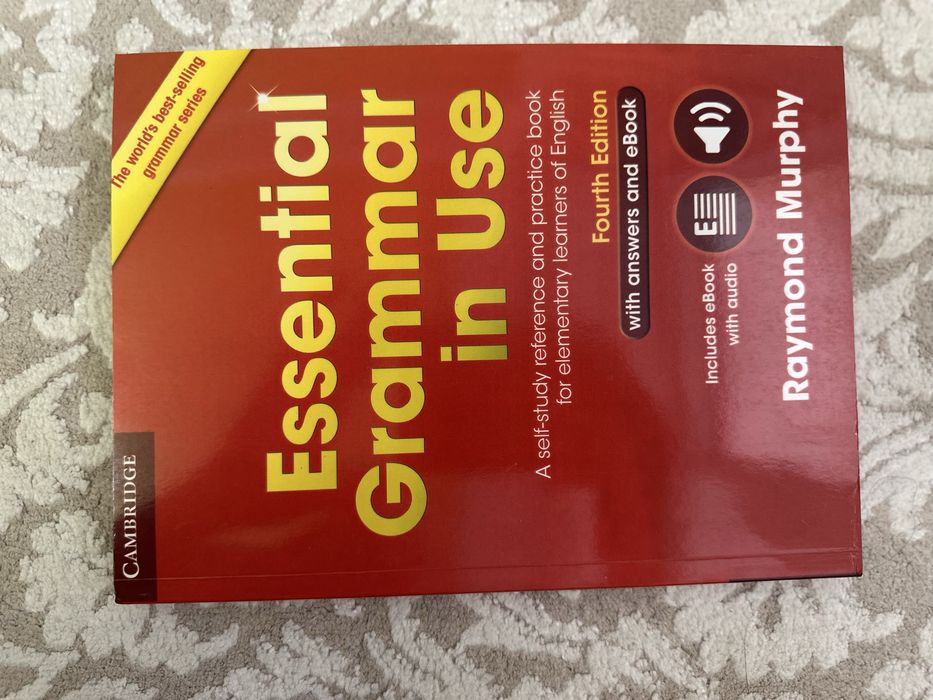 CAMBRIDGE
The world's best-selling
grammar series
Essential
Grammar
in Use
A self-study reference and practice book
for elementary learners of English
Fourth Edition
with answers and eBook
E
Includes eBook
with audio
Raymond Murphy